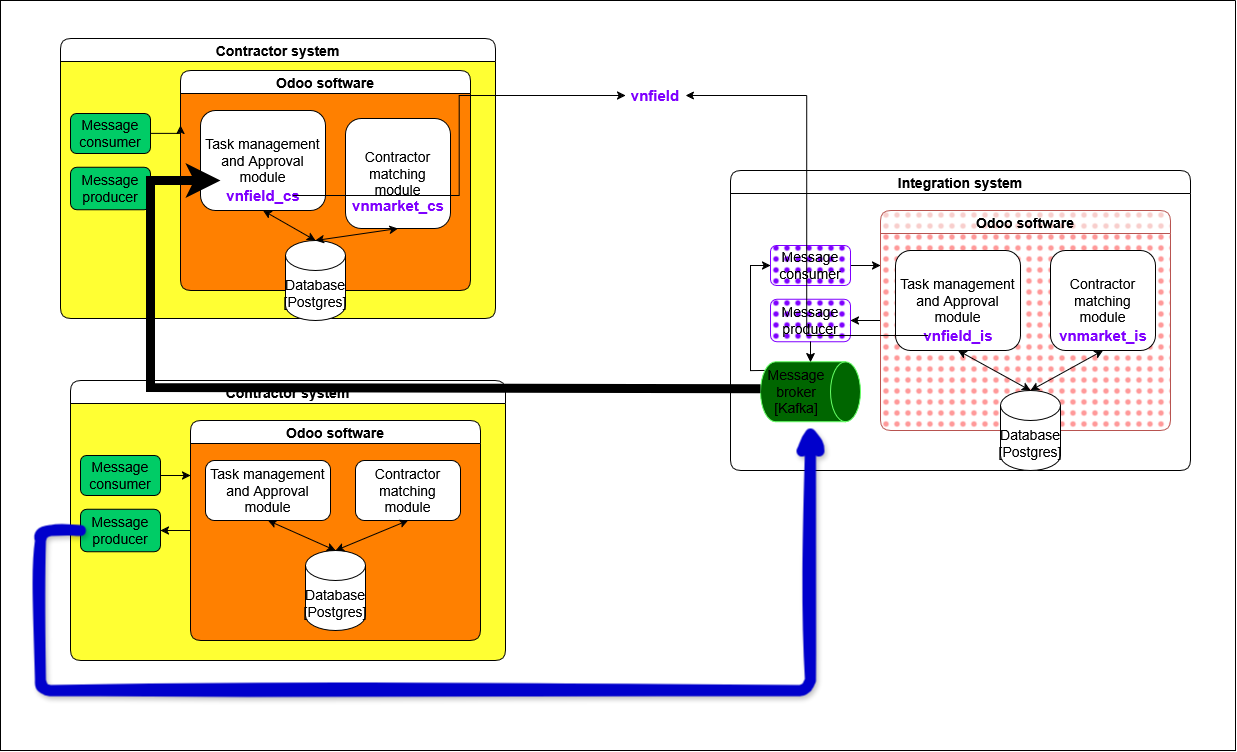 Contractor system
Odoo software
Message
consumer
Message
producer
Task management
and Approval
module
vnfield_cs
Contractor
matching
module
vnmarket_cs
Database
[Postgres]
vnfield
Integration system
Odoo software
Message
consumer
Message
producer
Message
broker
[Kafka]
Task management
and Approval
module
vnfield_is
Contractor
matching
module
vnmarket_is
Database
[Postgres]
Contractor system
Odoo software
Message
consumer
Message
producer
Task management
and Approval
module
Contractor
matching
module
Database
[Postgres]